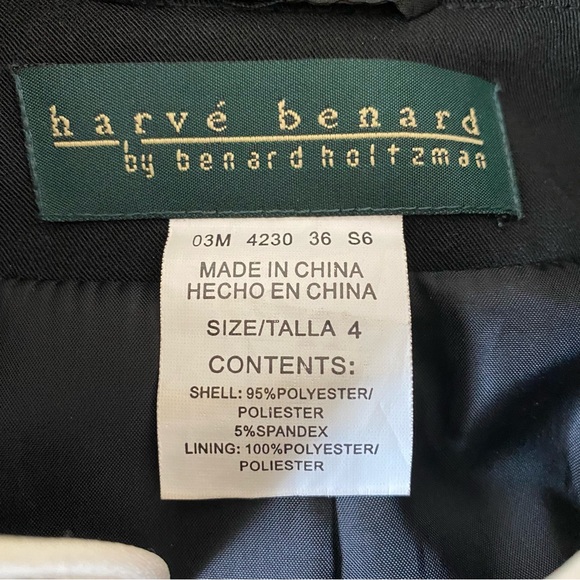 harvé benard
by benard holtzman
03M 4230 36 S6
MADE IN CHINA
HECHO EN CHINA
SIZE/TALLA 4
CONTENTS:
SHELL: 95%POLYESTER/
POLIESTER
5%SPANDEX
LINING: 100%POLYESTER/
POLIESTER